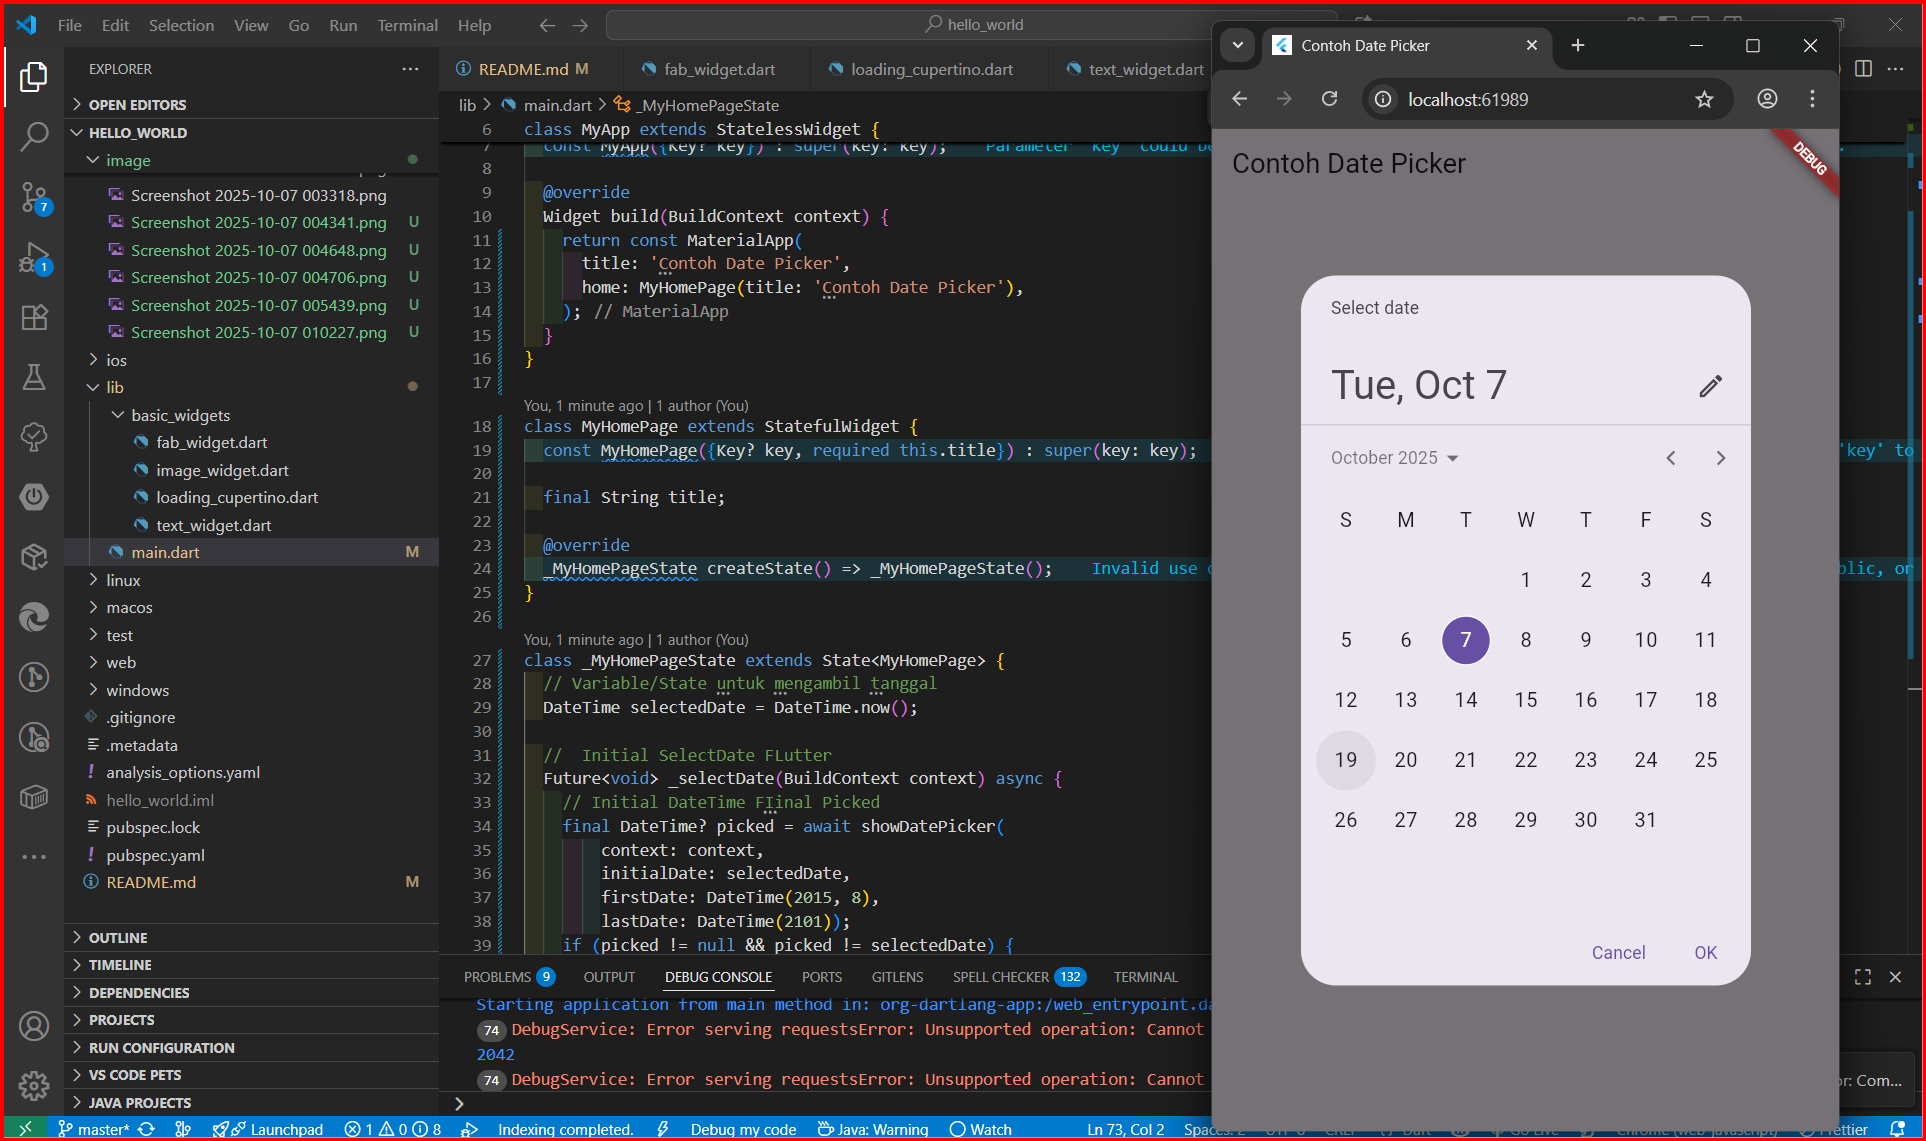 File Edit Selection View Go Run Terminal Help
hello_world
EXPLORER
OPEN EDITORS
HELLO_WORLD
image
Screenshot 2025-10-07 003318.png
Screenshot 2025-10-07 004341.png U
Screenshot 2025-10-07 004648.png U
Screenshot 2025-10-07 004706.png U
Screenshot 2025-10-07 005439.png U
Screenshot 2025-10-07 010227.png U
ios
lib
basic_widgets
fab_widget.dart
image_widget.dart
loading_cupertino.dart
text_widget.dart
main.dart M
linux
macos
test
web
windows
.gitignore
.metadata
analysis_options.yaml
hello_world.iml
pubspec.lock
pubspec.yaml
README.md M
OUTLINE
TIMELINE
DEPENDENCIES
PROJECTS
RUN CONFIGURATION
VS CODE PETS
JAVA PROJECTS
7
1
README.md M fab_widget.dart loading_cupertino.dart text_widget.dart
lib > main.dart > _MyHomePageState
6 class MyApp extends StatelessWidget {
7 const MyApp({Key? key}) : super(key: key); Parameter 'key' could be
8
9 @override
10 Widget build(BuildContext context) {
11 return const MaterialApp(
12 title: 'Contoh Date Picker',
13 home: MyHomePage(title: 'Contoh Date Picker'),
14 ); // MaterialApp
15 }
16 }
17
You, 1 minute ago | 1 author (You)
18 class MyHomePage extends StatefulWidget {
19 const MyHomePage({Key? key, required this.title}) : super(key: key);
'key' to
20
21 final String title;
22
23 @override
24 _MyHomePageState createState() => _MyHomePageState(); Invalid use
blic, or
25 }
26
You, 1 minute ago | 1 author (You)
27 class _MyHomePageState extends State<MyHomePage> {
28 // Variable/State untuk mengambil tanggal
29 DateTime selectedDate = DateTime.now();
30
31 // Initial SelectDate FLutter
32 Future<void> _selectDate(BuildContext context) async {
33 // Initial DateTime FIinal Picked
34 final DateTime? picked = await showDatePicker(
35 context: context,
36 initialDate: selectedDate,
37 firstDate: DateTime(2015, 8),
38 lastDate: DateTime(2101));
39 if (picked != null && picked != selectedDate) {
PROBLEMS 9 OUTPUT DEBUG CONSOLE PORTS GITLENS SPELL CHECKER 132 TERMINAL
Starting application from main method in: org-dartlang-app:/web_entrypoint.da
74 DebugService: Error serving requestsError: Unsupported operation: Cannot
2042
74 DebugService: Error serving requestsError: Unsupported operation: Cannot
>
or: Com...
master* Launchpad 1 0 8 Indexing completed. Debug my code Java: Warning Watch Ln 73, Col 2 Spaces: 2
Contoh Date Picker
localhost:61989
Contoh Date Picker
DEBUG
Select date
Tue, Oct 7
October 2025
S M T W T F S
1 2 3 4
5 6 7 8 9 10 11
12 13 14 15 16 17 18
19 20 21 22 23 24 25
26 27 28 29 30 31
Cancel OK